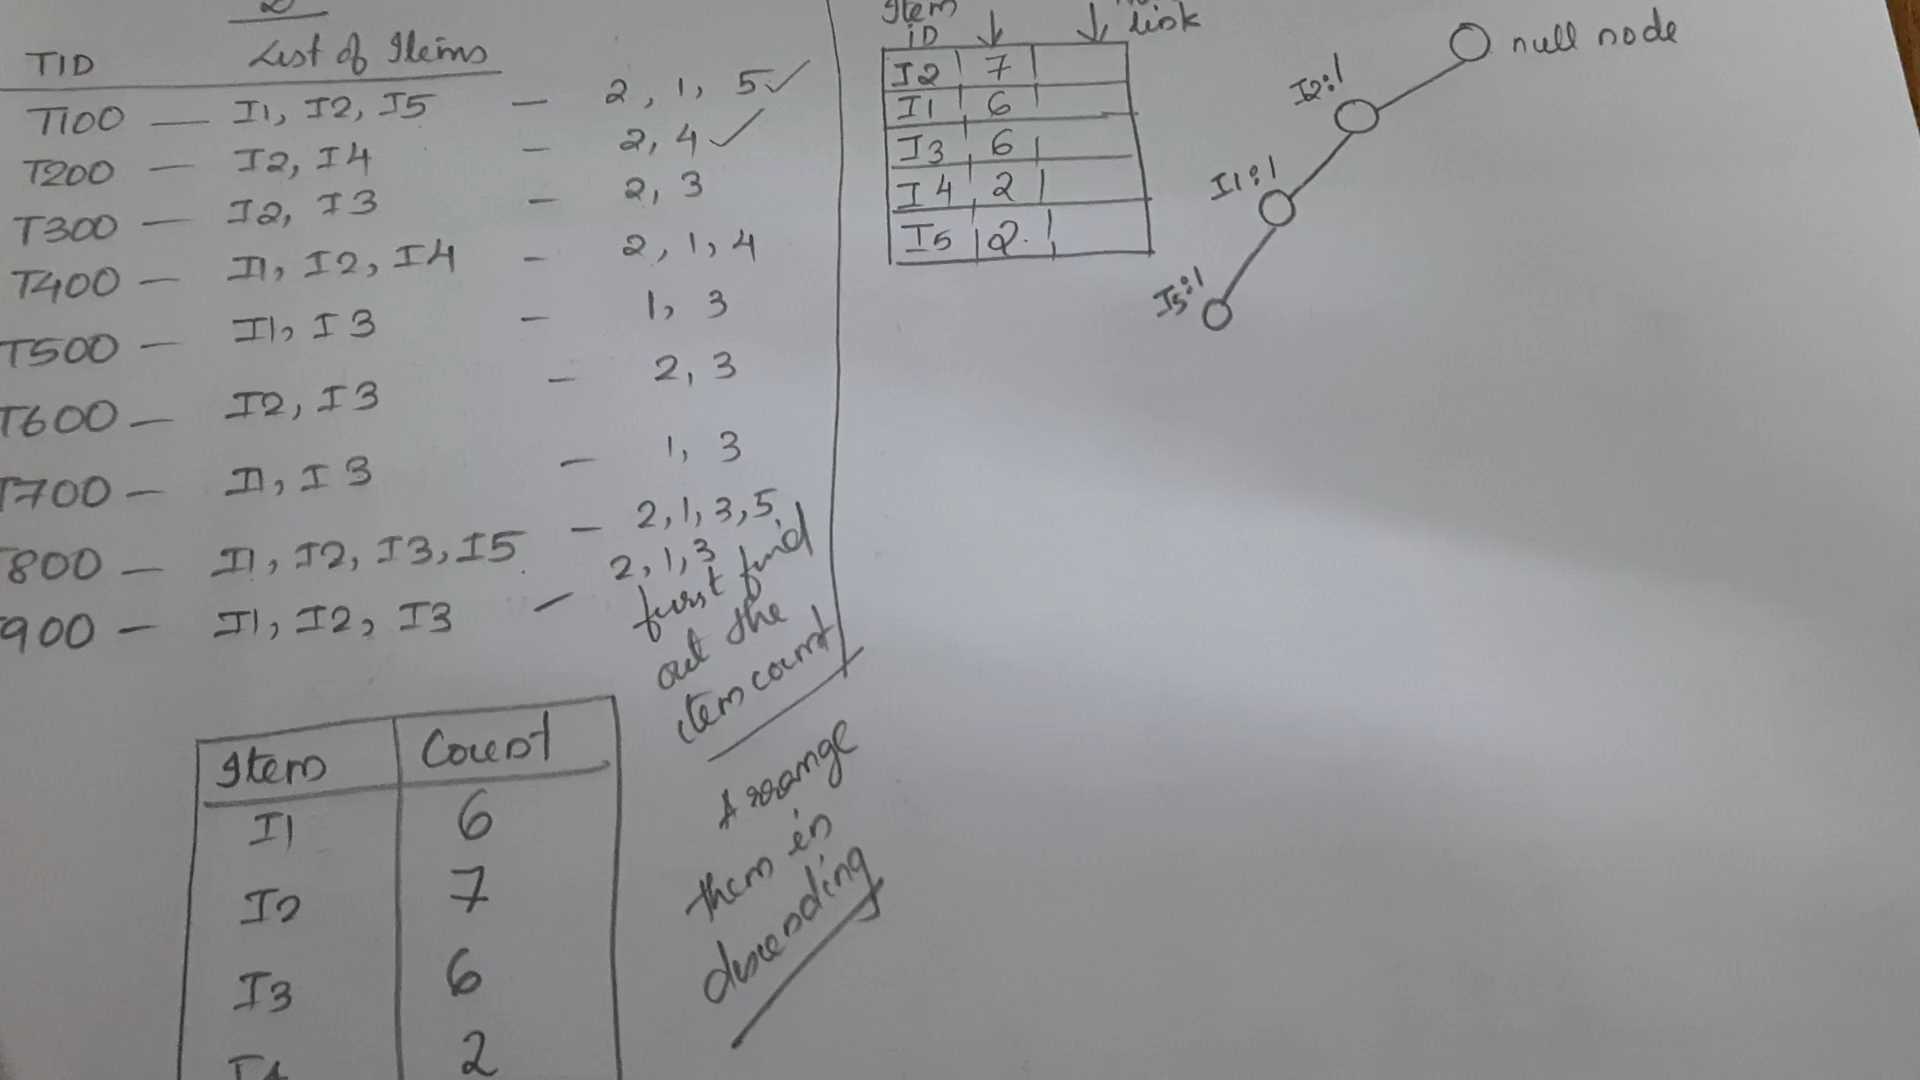 TID List of Items
T100 — I1, I2, I5 — 2, 1, 5 ✓
T200 — I2, I4 — 2, 4 ✓
T300 — I2, I3 — 2, 3
T400 — I1, I2, I4 — 2, 1, 4
T500 — I1, I3 — 1, 3
T600 — I2, I3 — 2, 3
T700 — I1, I3 — 1, 3
T800 — I1, I2, I3, I5 — 2, 1, 3, 5
900 — I1, I2, I3 — 2, 1, 3
first find
out the
item count
Arrange
them in
descending
Item Count
I1 6
I2 7
I3 6
I4 2
Item
ID link
I2 7
I1 6
I3 6
I4 2
I5 2
null node
I2:1
I1:1
I5:1